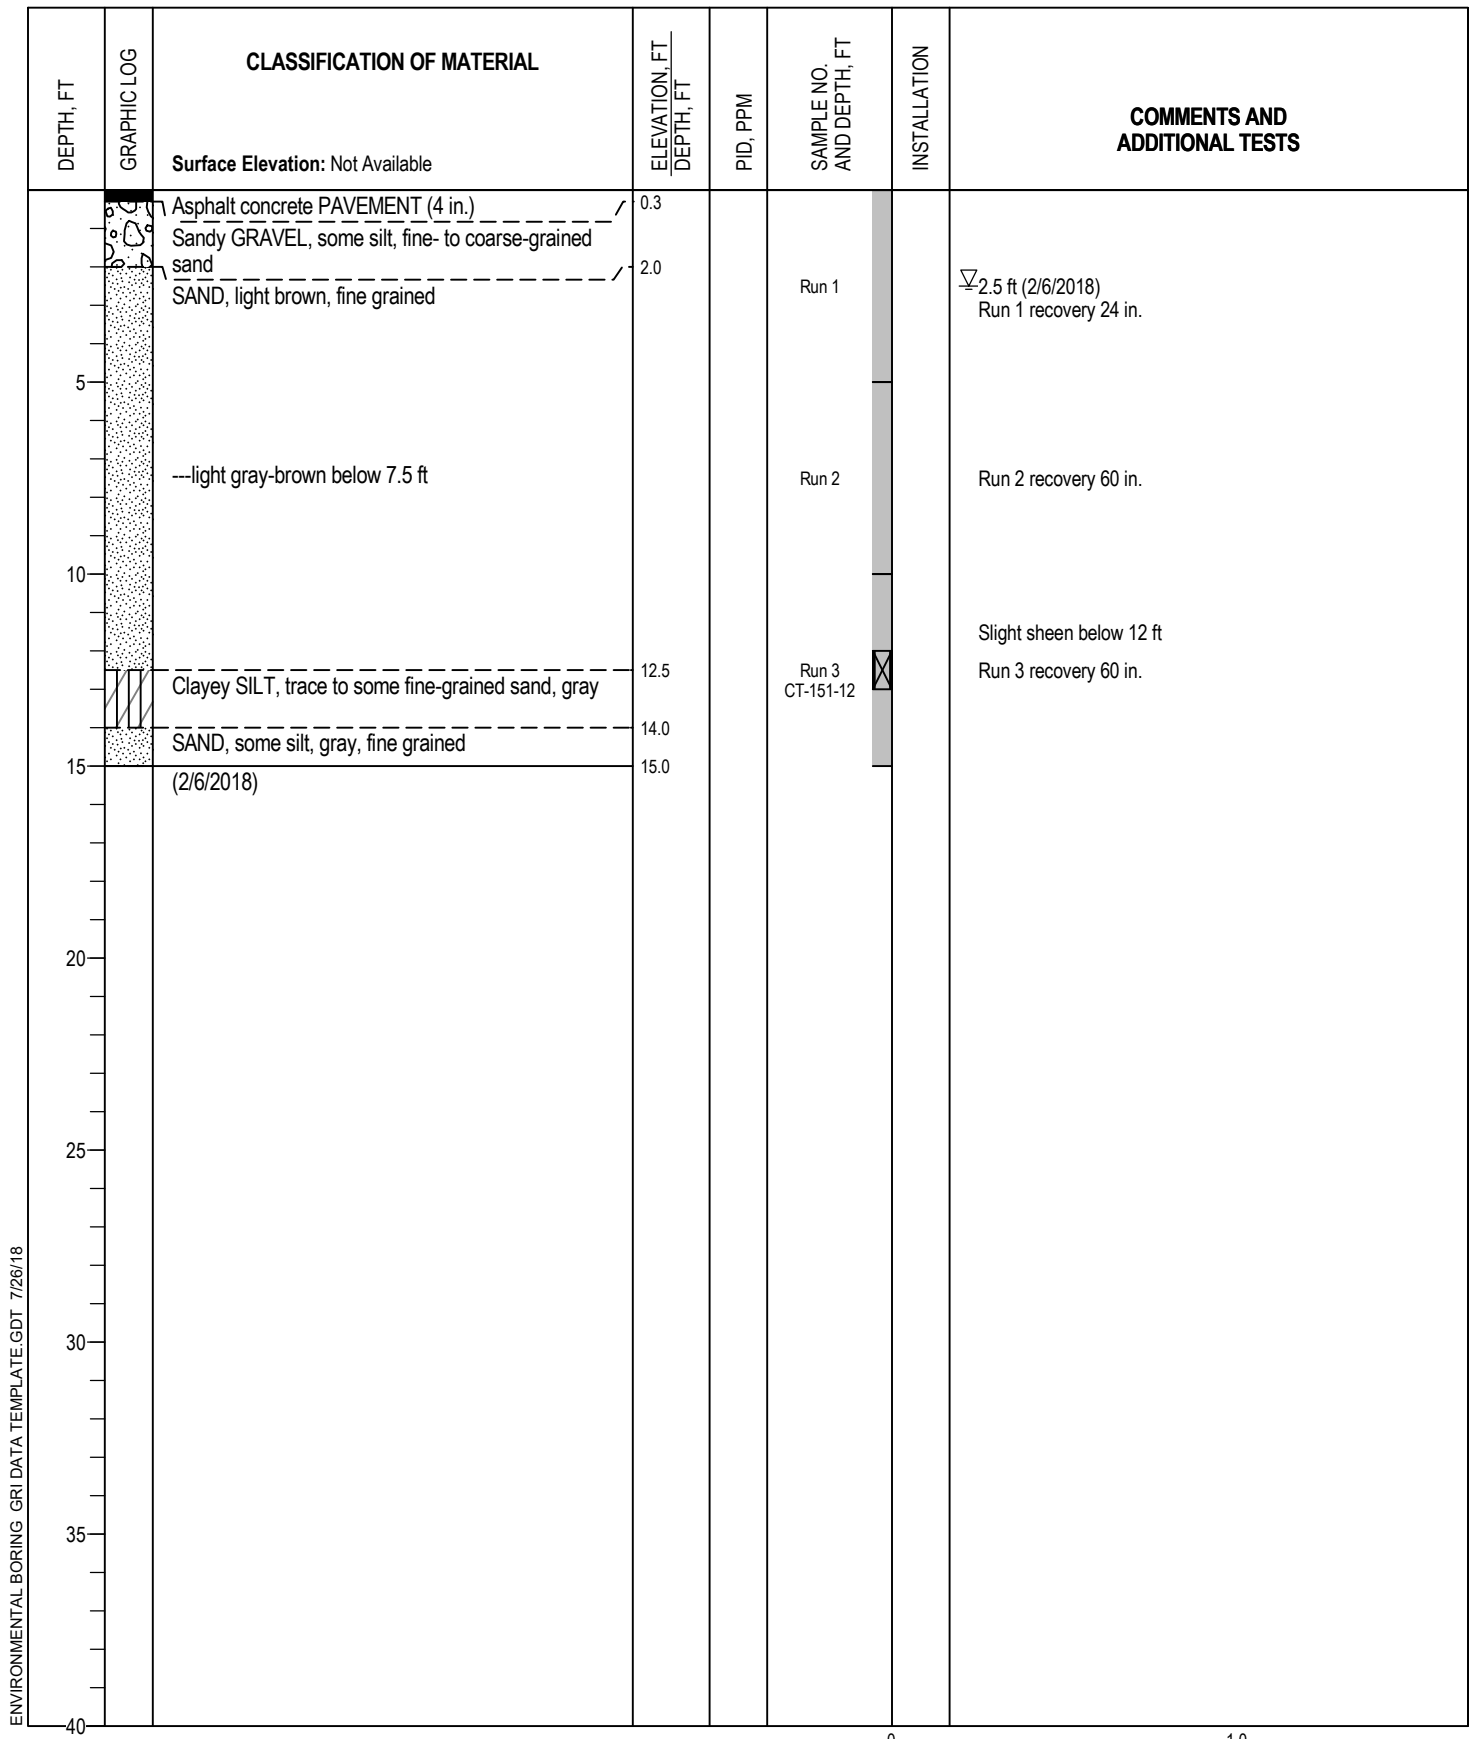 DEPTH, FT
GRAPHIC LOG
CLASSIFICATION OF MATERIAL
Surface Elevation: Not Available
ELEVATION, FT
DEPTH, FT
PID, PPM
SAMPLE NO.
AND DEPTH, FT
INSTALLATION
COMMENTS AND
ADDITIONAL TESTS
Asphalt concrete PAVEMENT (4 in.)
0.3
Sandy GRAVEL, some silt, fine- to coarse-grained
sand
2.0
SAND, light brown, fine grained
Run 1
2.5 ft (2/6/2018)
Run 1 recovery 24 in.
5
---light gray-brown below 7.5 ft
Run 2
Run 2 recovery 60 in.
10
Slight sheen below 12 ft
12.5
Run 3
Run 3 recovery 60 in.
Clayey SILT, trace to some fine-grained sand, gray
CT-151-12
14.0
SAND, some silt, gray, fine grained
15
15.0
(2/6/2018)
20
25
30
35
40
ENVIRONMENTAL BORING GRI DATA TEMPLATE.GDT 7/26/18